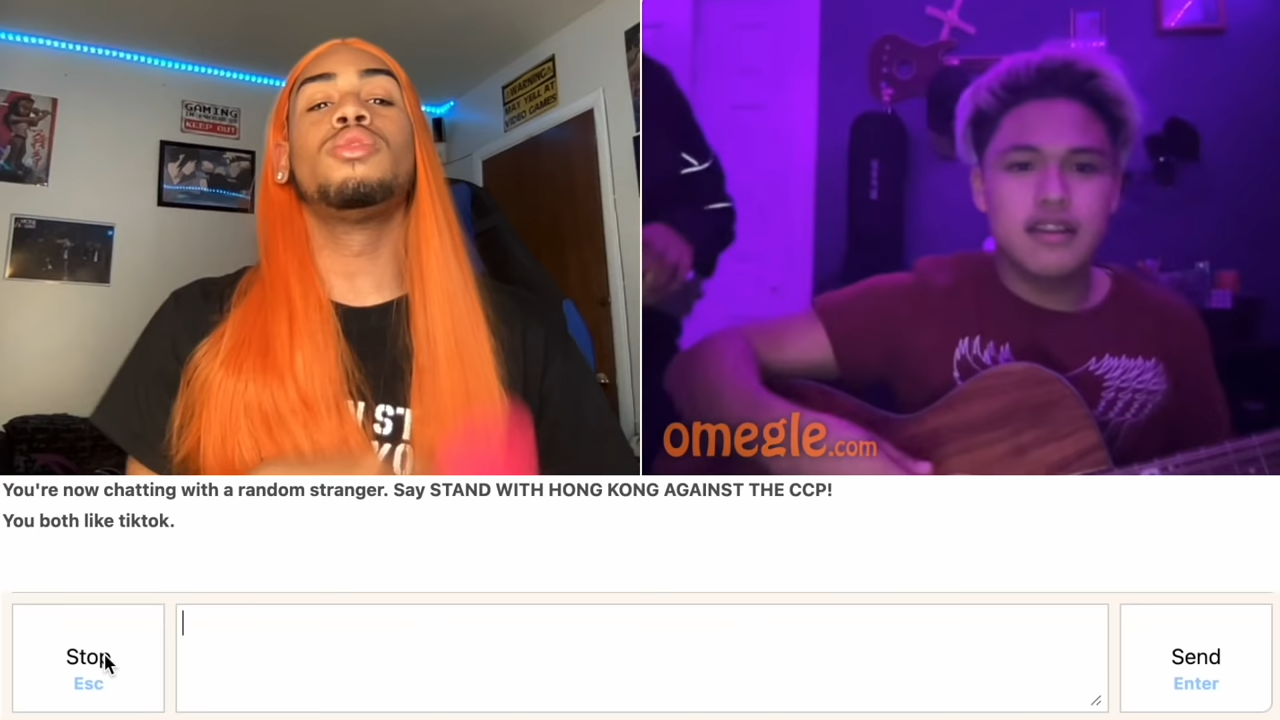 GAMING
KEEP OUT
WARNING
MAY YELL AT
VIDEO GAMES
omegle.com
You're now chatting with a random stranger. Say STAND WITH HONG KONG AGAINST THE CCP!
You both like tiktok.
Stop
Esc
Send
Enter